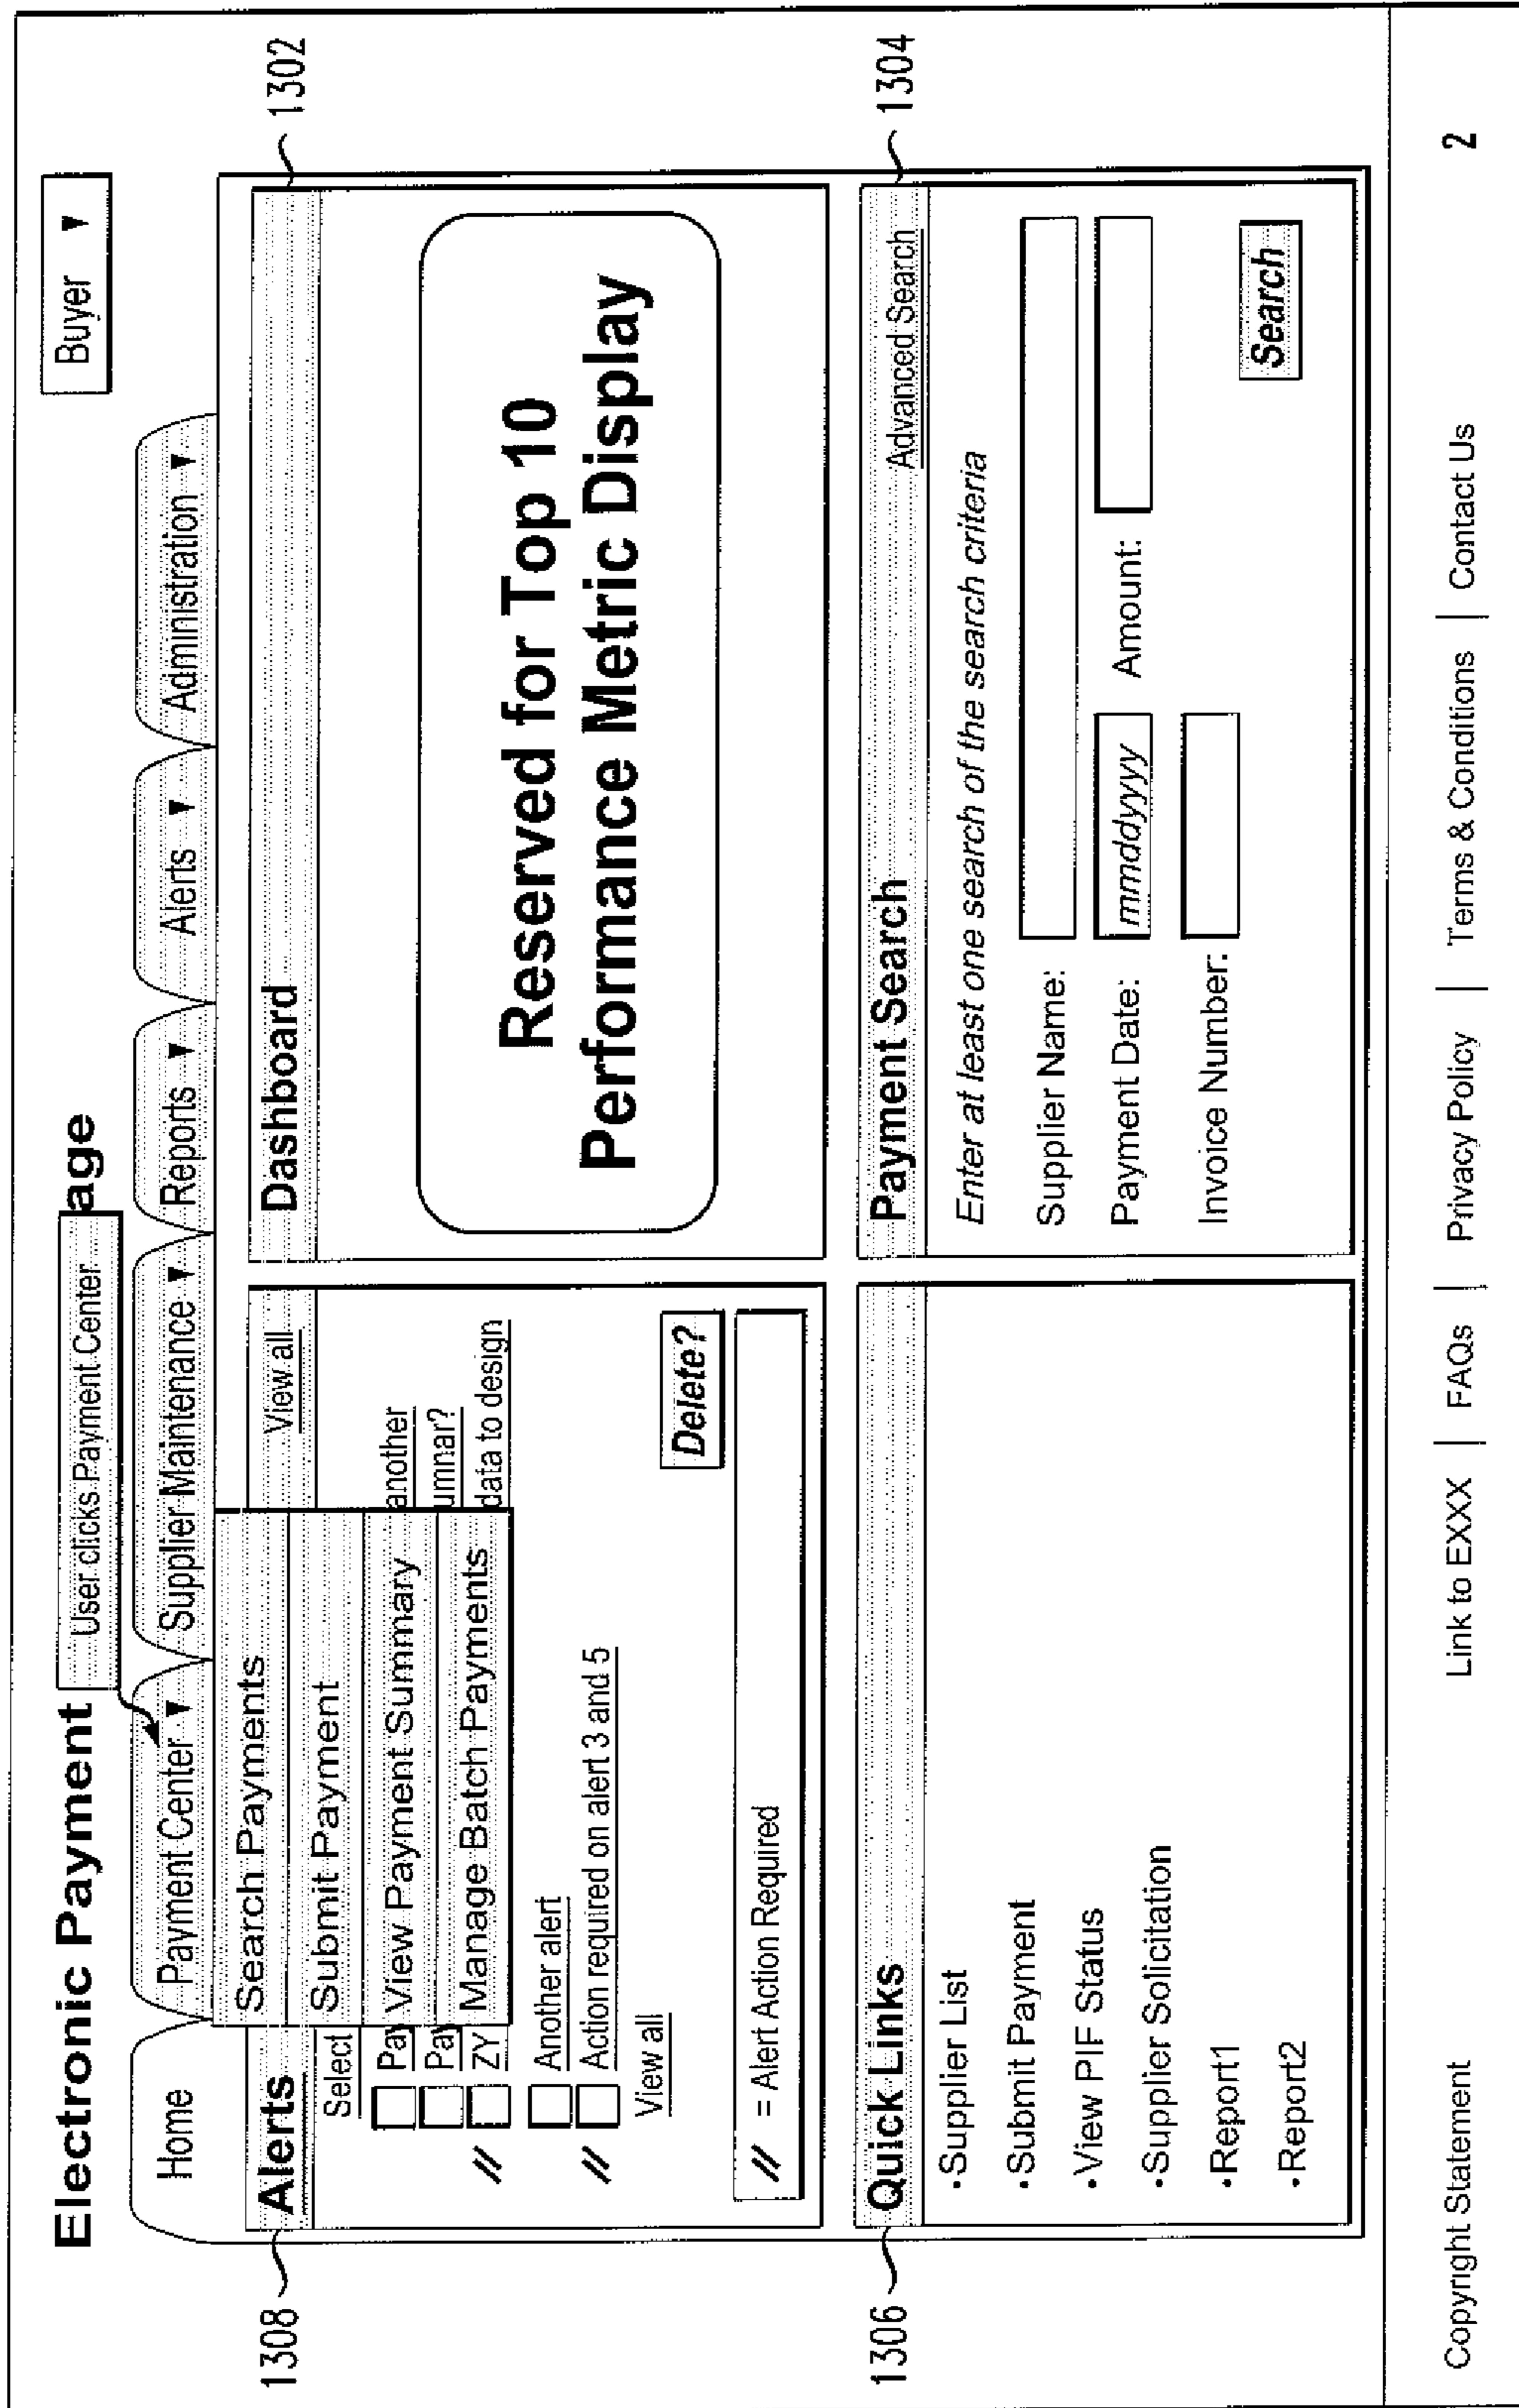 Electronic Payment age
User clicks Payment Center
Buyer ▼
Home
Payment Center ▼
Supplier Maintenance ▼
Reports ▼
Alerts ▼
Administration ▼
Search Payments
Submit Payment
View Payment Summary
Manage Batch Payments
1308
Alerts
View all
Select
Pay another
Pay umnar?
// ZY data to design
Another alert
// Action required on alert 3 and 5
View all
Delete?
// = Alert Action Required
1302
Dashboard
Reserved for Top 10
Performance Metric Display
1306
Quick Links
•Supplier List
•Submit Payment
•View PIF Status
•Supplier Solicitation
•Report1
•Report2
1304
Payment Search
Advanced Search
Enter at least one search of the search criteria
Supplier Name:
Payment Date: mmddyyyy Amount:
Invoice Number:
Search
Copyright Statement Link to EXXX | FAQs | Privacy Policy | Terms & Conditions | Contact Us 2